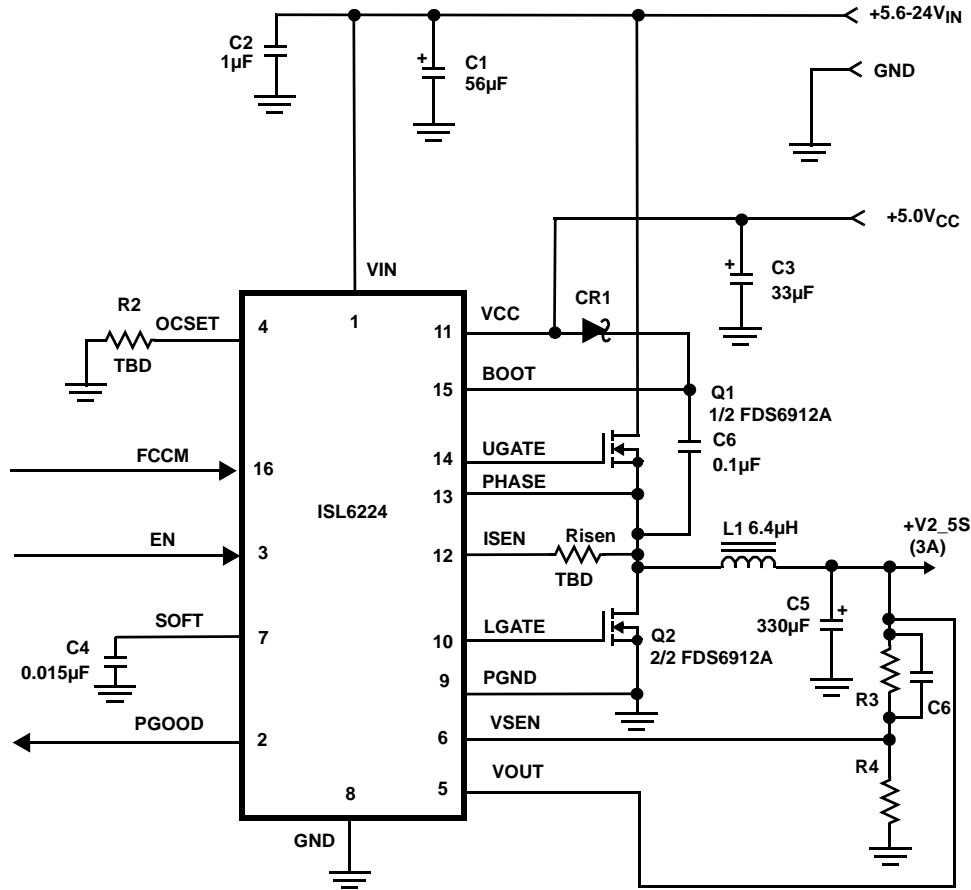 +5.6-24VIN
C2
1µF
C1
56µF
GND
+5.0VCC
C3
33µF
VIN
R2
OCSET
TBD
4
1
11
VCC
CR1
15
BOOT
Q1
1/2 FDS6912A
C6
0.1µF
FCCM
16
14
UGATE
13
PHASE
ISL6224
L1 6.4µH
+V2_5S
(3A)
EN
3
12
ISEN
Risen
TBD
C5
330µF
SOFT
7
C4
0.015µF
10
LGATE
Q2
2/2 FDS6912A
9
PGND
R3
C6
PGOOD
2
6
VSEN
R4
5
VOUT
8
GND